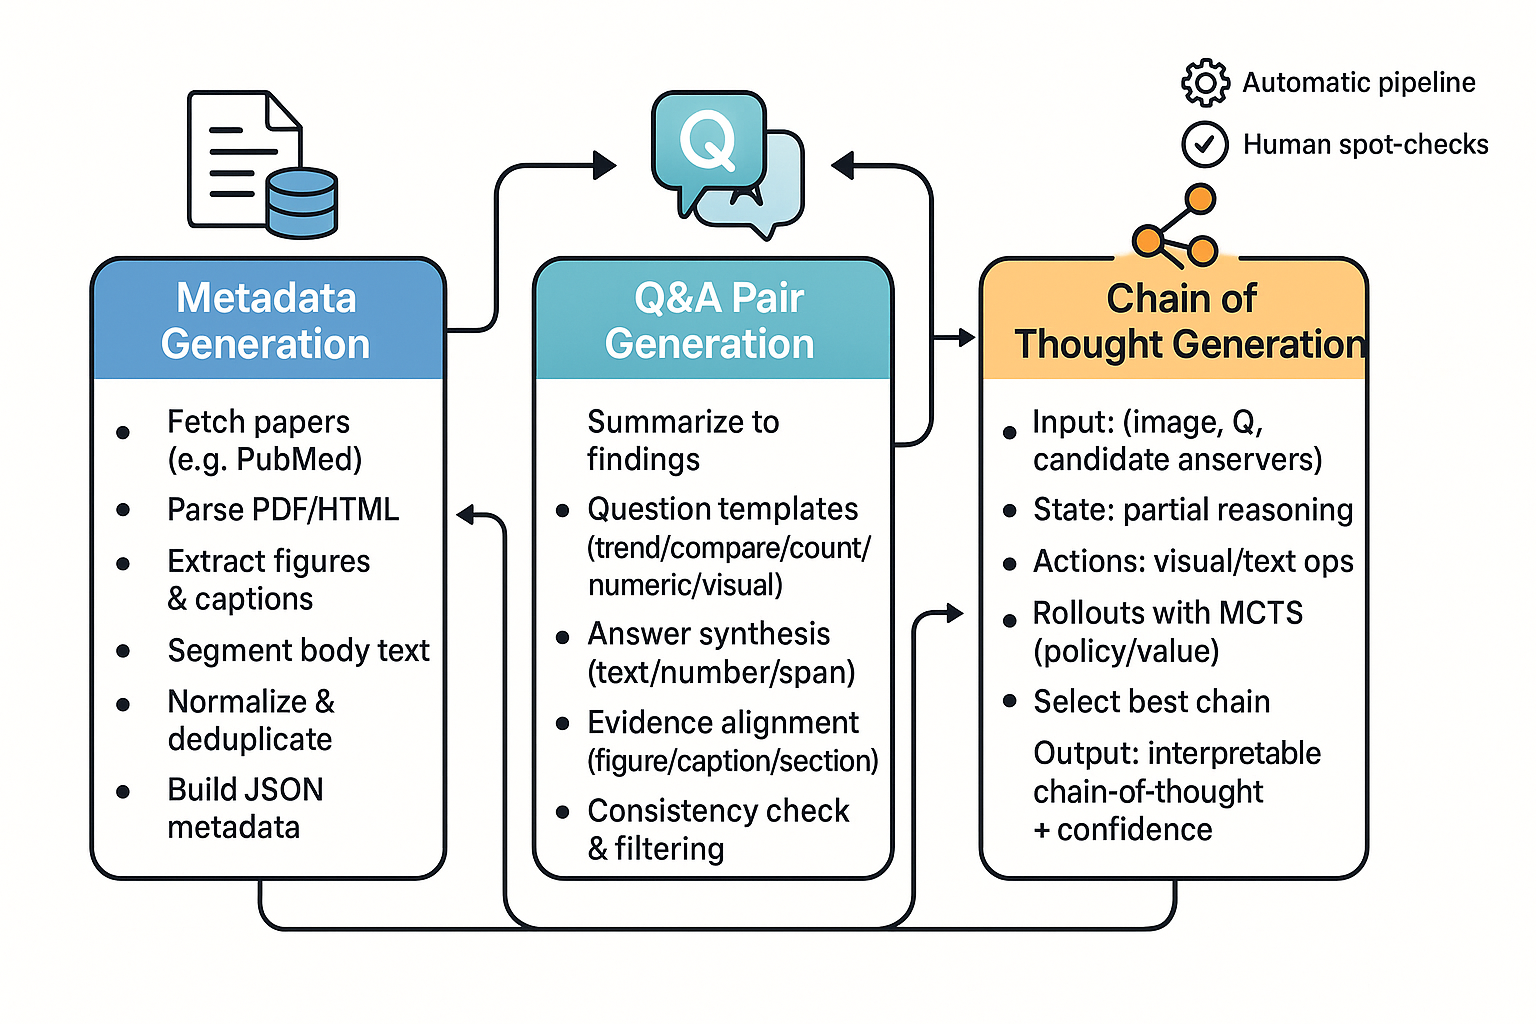 Automatic pipeline
Human spot-checks
Q
Metadata
Generation
Fetch papers
(e.g. PubMed)
Parse PDF/HTML
Extract figures
& captions
Segment body text
Normalize &
deduplicate
Build JSON
metadata
Q&A Pair
Generation
Summarize to
findings
Question templates
(trend/compare/count/
numeric/visual)
Answer synthesis
(text/number/span)
Evidence alignment
(figure/caption/section)
Consistency check
& filtering
Chain of
Thought Generation
Input: (image, Q,
candidate anservers)
State: partial reasoning
Actions: visual/text ops
Rollouts with MCTS
(policy/value)
Select best chain
Output: interpretable
chain-of-thought
+ confidence